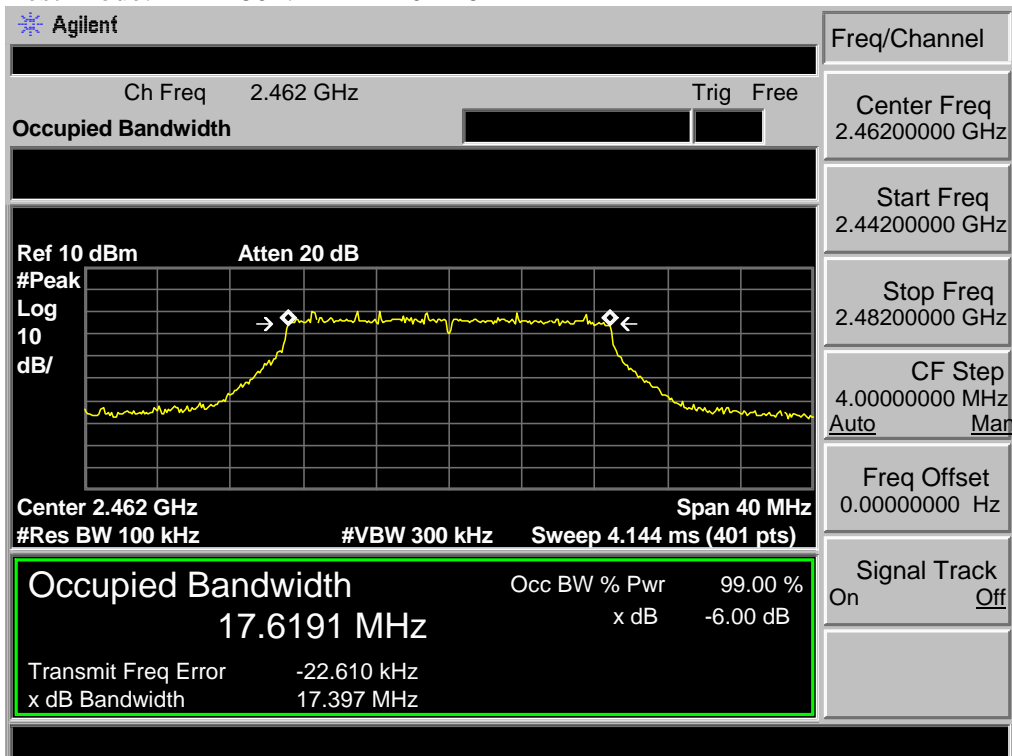 Agilent
Freq/Channel
Ch Freq 2.462 GHz Trig Free
Occupied Bandwidth
Center Freq
2.46200000 GHz
Start Freq
2.44200000 GHz
Stop Freq
2.48200000 GHz
CF Step
4.00000000 MHz
Auto Man
Freq Offset
0.00000000 Hz
Signal Track
On Off
Ref 10 dBm Atten 20 dB
#Peak
Log
10
dB/
Center 2.462 GHz Span 40 MHz
#Res BW 100 kHz #VBW 300 kHz Sweep 4.144 ms (401 pts)
Occupied Bandwidth Occ BW % Pwr 99.00 %
17.6191 MHz x dB -6.00 dB
Transmit Freq Error -22.610 kHz
x dB Bandwidth 17.397 MHz